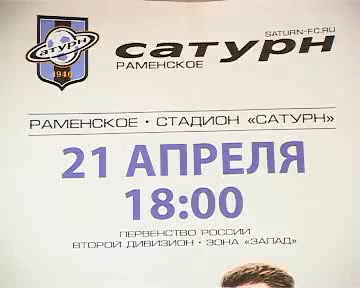 САТУРН
1946
SATURN-FC.RU
сатурн
РАМЕНСКОЕ
РАМЕНСКОЕ · СТАДИОН «САТУРН»
21 АПРЕЛЯ
18:00
ПЕРВЕНСТВО РОССИИ
ВТОРОЙ ДИВИЗИОН · ЗОНА «ЗАПАД»